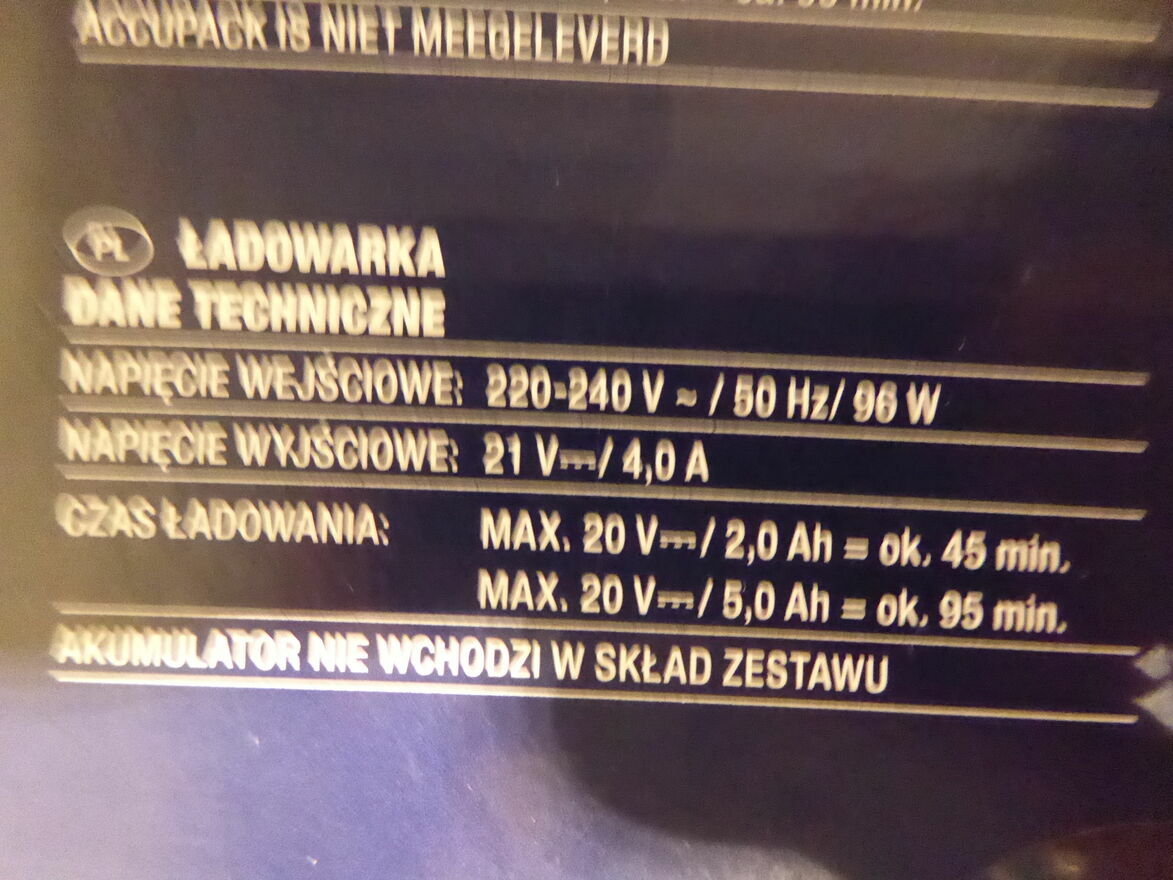 ACCUPACK IS NIET MEEGELEVERD
PL ŁADOWARKA
DANE TECHNICZNE
NAPIĘCIE WEJŚCIOWE: 220-240 V ~ / 50 Hz/ 96 W
NAPIĘCIE WYJŚCIOWE: 21 V⎓/ 4,0 A
CZAS ŁADOWANIA: MAX. 20 V⎓/ 2,0 Ah = ok. 45 min.
MAX. 20 V⎓/ 5,0 Ah = ok. 95 min.
AKUMULATOR NIE WCHODZI W SKŁAD ZESTAWU